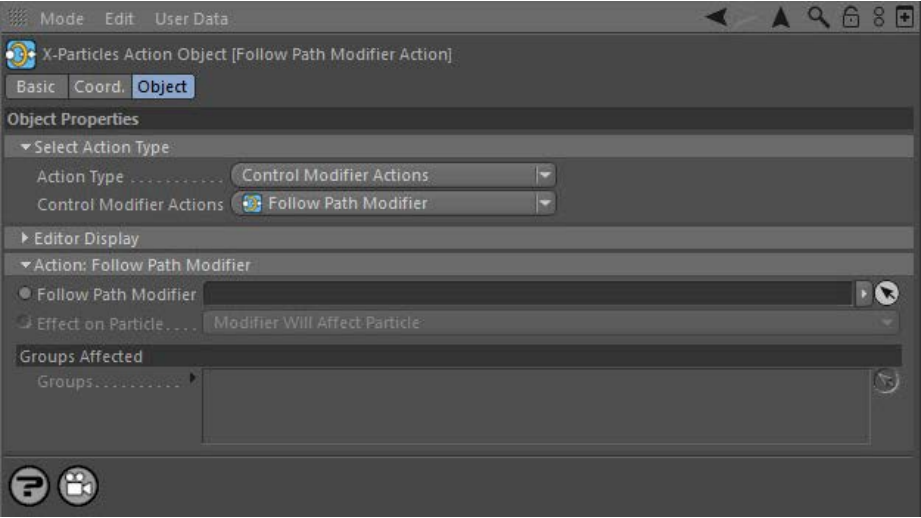 Mode Edit User Data
X-Particles Action Object [Follow Path Modifier Action]
Basic Coord. Object
Object Properties
Select Action Type
Action Type . . . . . . . . . . . Control Modifier Actions
Control Modifier Actions Follow Path Modifier
Editor Display
Action: Follow Path Modifier
Follow Path Modifier
Effect on Particle. . . . Modifier Will Affect Particle
Groups Affected
Groups. . . . . . . . . .